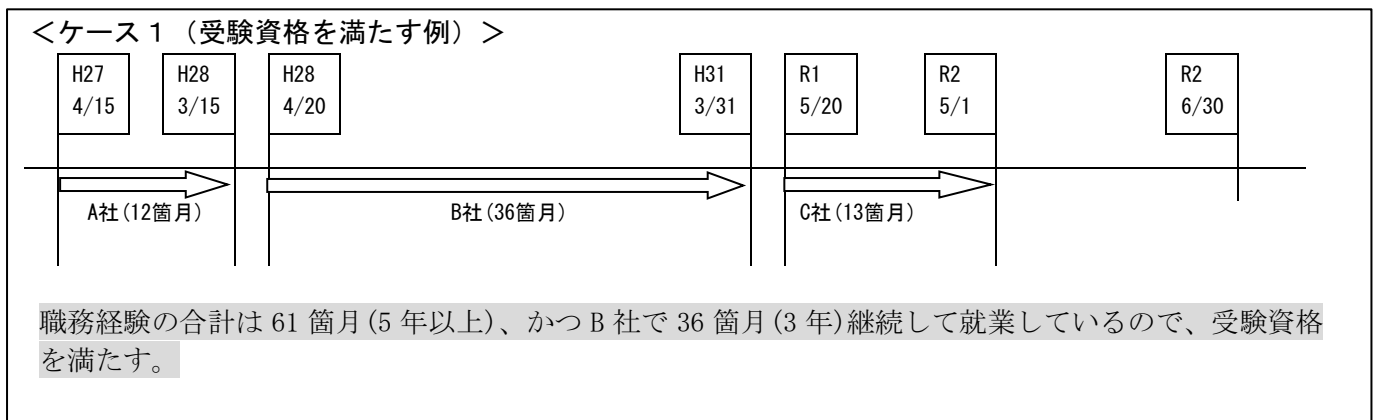 ＜ケース１（受験資格を満たす例）＞
H27
4/15
H28
3/15
H28
4/20
H31
3/31
R1
5/20
R2
5/1
R2
6/30
A社(12箇月)
B社(36箇月)
C社(13箇月)
職務経験の合計は 61 箇月(5 年以上)、かつ B 社で 36 箇月(3 年)継続して就業しているので、受験資格
を満たす。